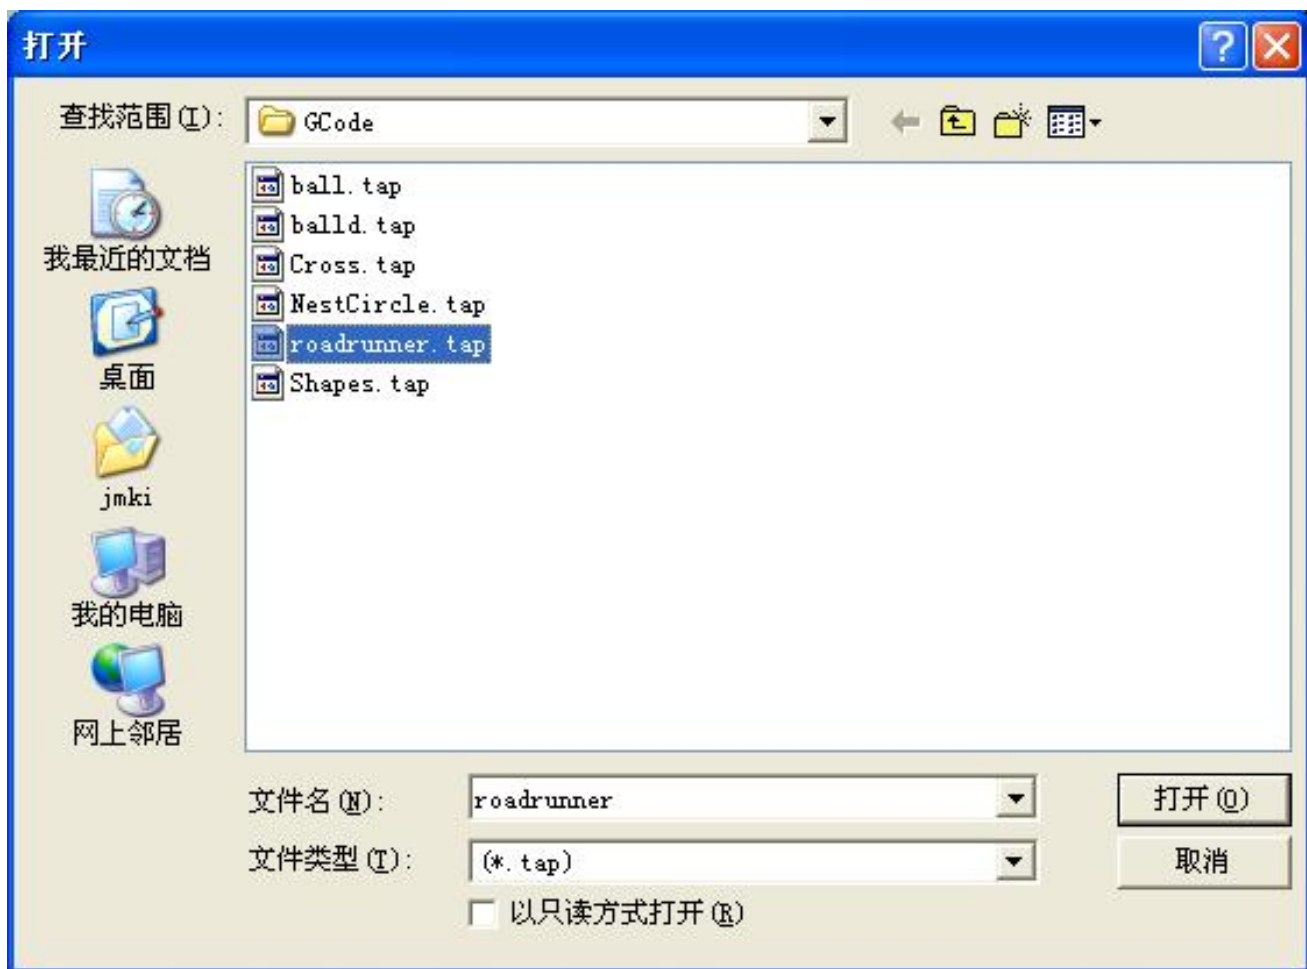 打开
查找范围(I): GCode
ball.tap
balld.tap
Cross.tap
NestCircle.tap
roadrunner.tap
Shapes.tap
我最近的文档
桌面
jmki
我的电脑
网上邻居
文件名(N): roadrunner 打开(O)
文件类型(T): (*.tap) 取消
以只读方式打开(R)